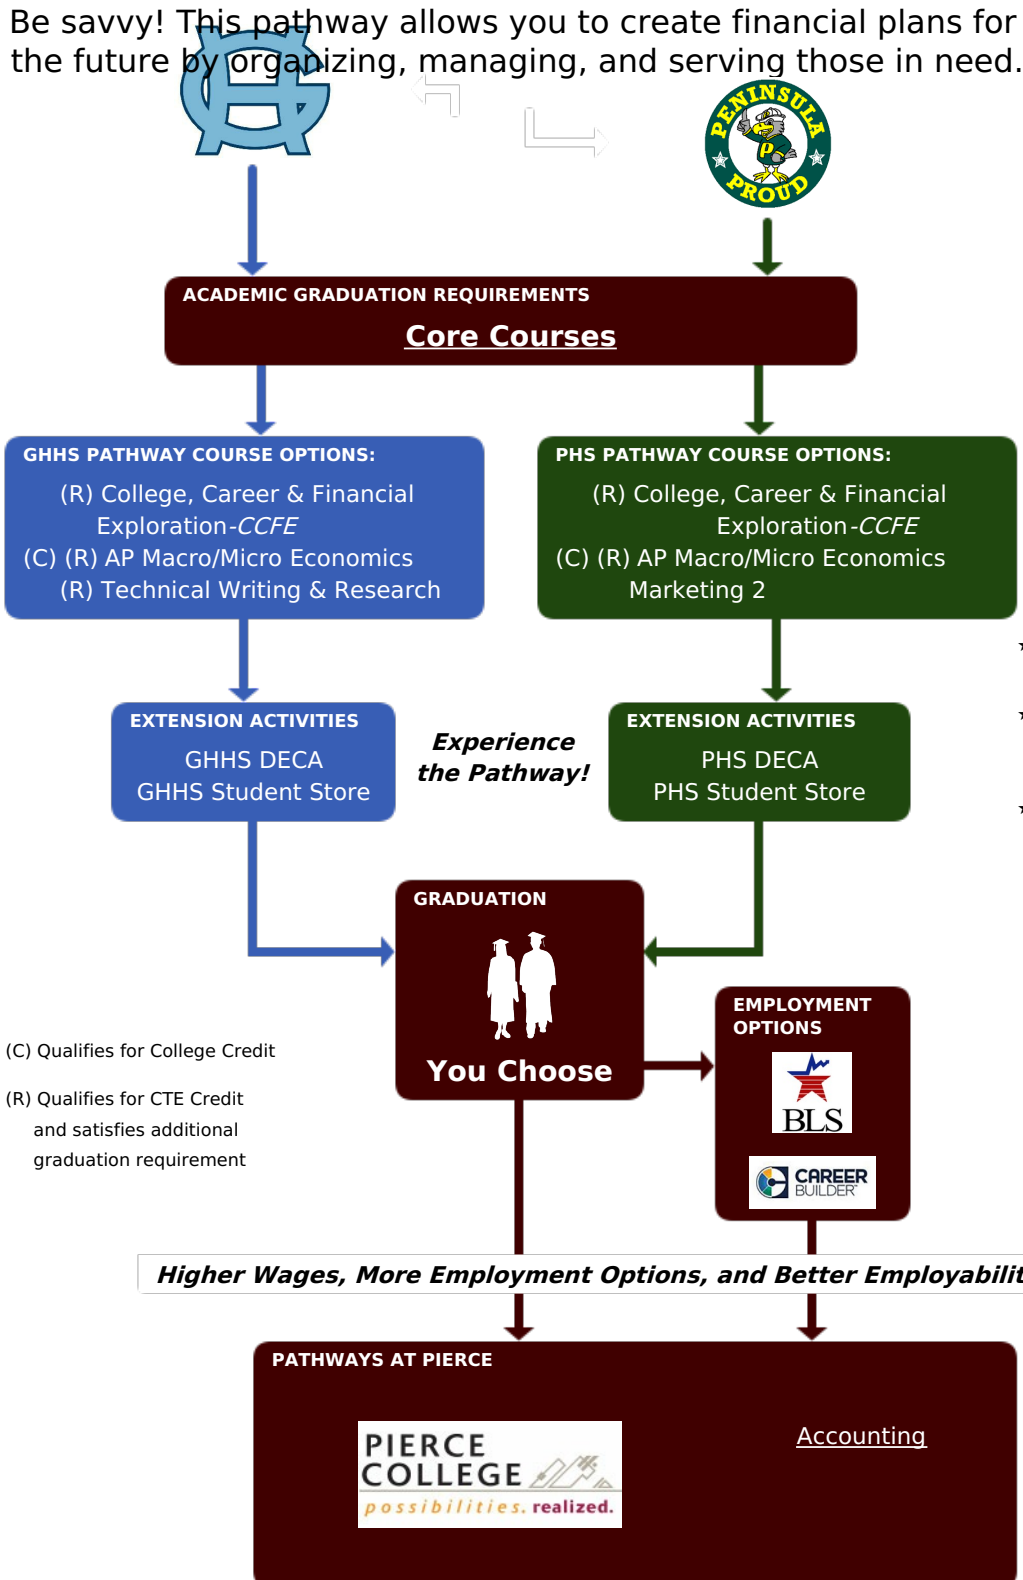 Be savvy! This pathway allows you to create financial plans for
the future by organizing, managing, and serving those in need.
PENINSULA
P
PROUD
ACADEMIC GRADUATION REQUIREMENTS
Core Courses
GHHS PATHWAY COURSE OPTIONS:
(R) College, Career & Financial
Exploration-CCFE
(C) (R) AP Macro/Micro Economics
(R) Technical Writing & Research
PHS PATHWAY COURSE OPTIONS:
(R) College, Career & Financial
Exploration-CCFE
(C) (R) AP Macro/Micro Economics
Marketing 2
EXTENSION ACTIVITIES
GHHS DECA
GHHS Student Store
Experience
the Pathway!
EXTENSION ACTIVITIES
PHS DECA
PHS Student Store
GRADUATION
You Choose
EMPLOYMENT
OPTIONS
BLS
CAREER
BUILDER
(C) Qualifies for College Credit
(R) Qualifies for CTE Credit
and satisfies additional
graduation requirement
Higher Wages, More Employment Options, and Better Employabilit
PATHWAYS AT PIERCE
PIERCE
COLLEGE
possibilities. realized.
Accounting